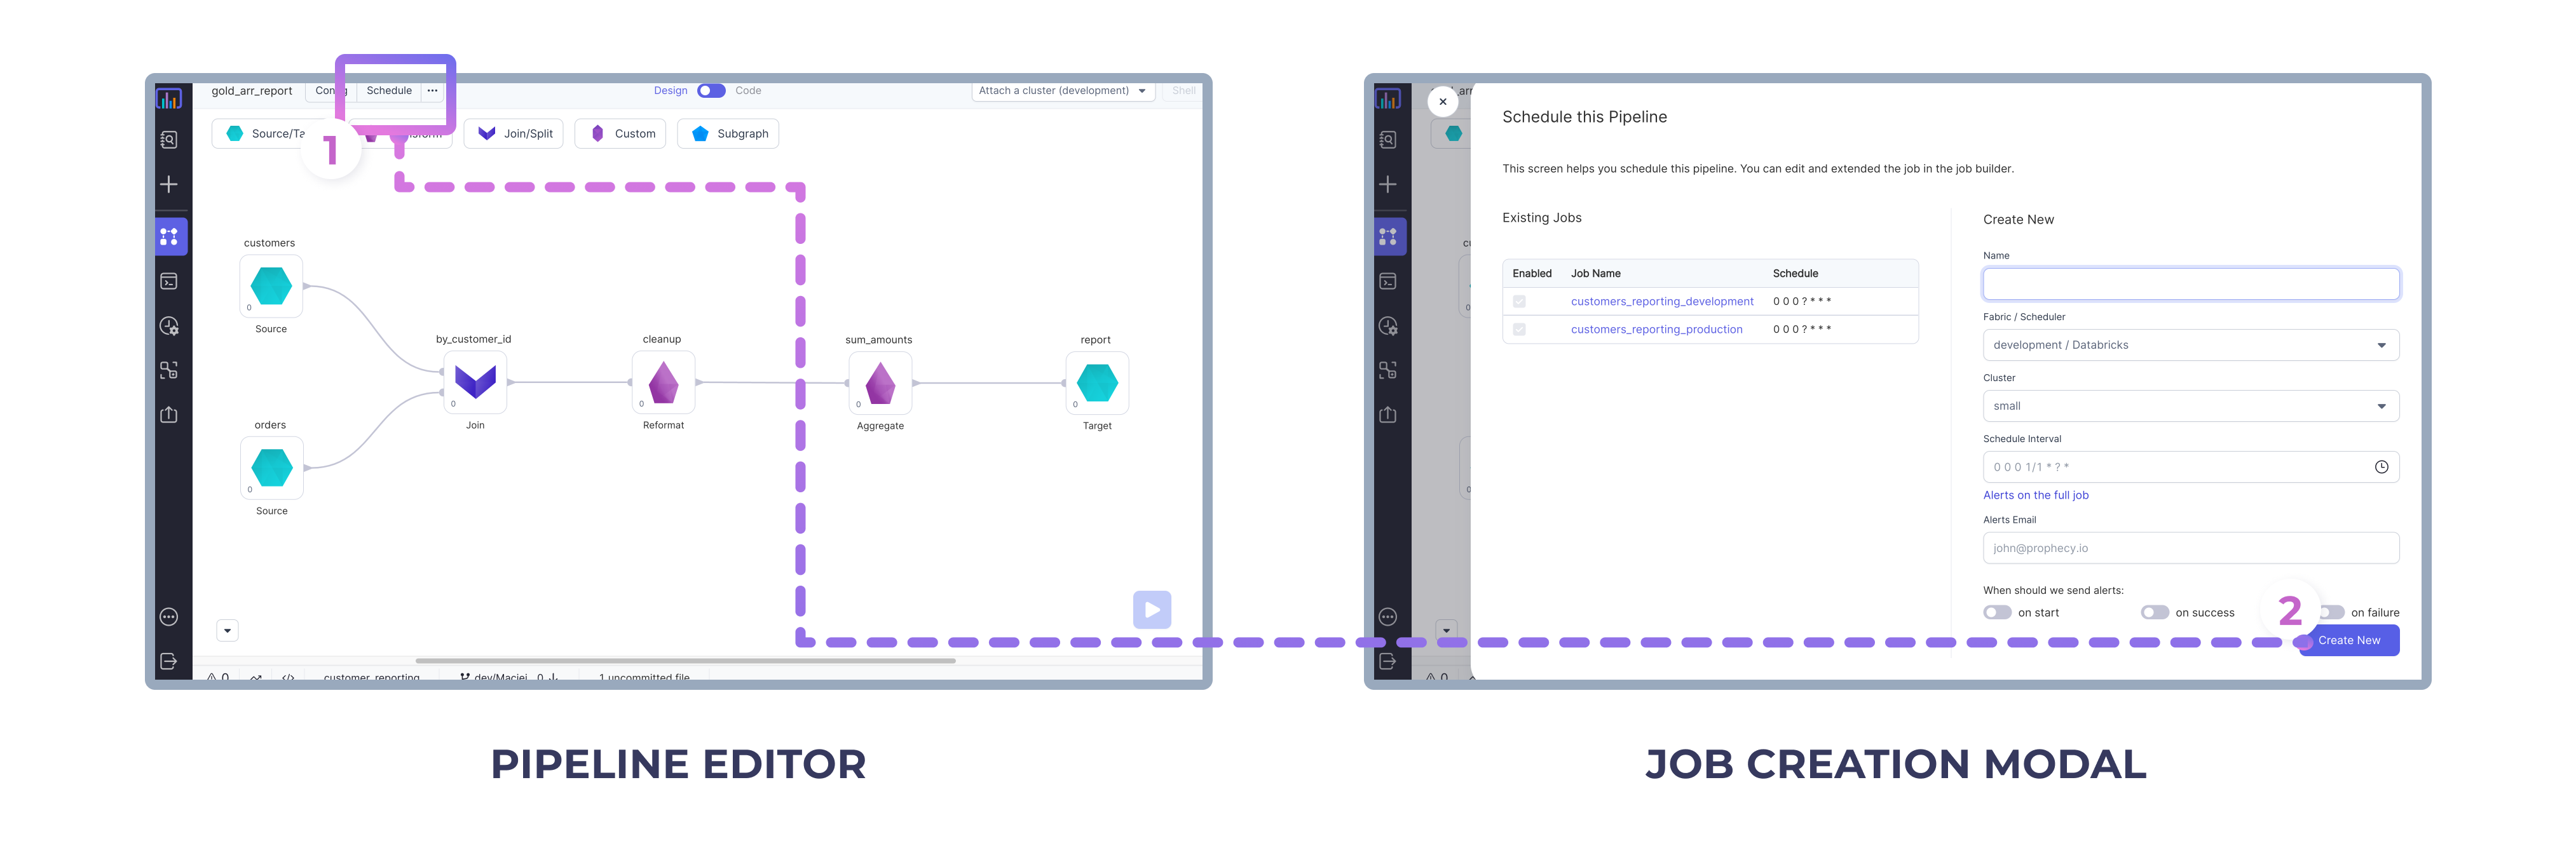 gold_arr_report Config Schedule ...
Design Code
Attach a cluster (development)
Shell
Source/Ta
Join/Split
Custom
Subgraph
1
customers
0
Source
orders
0
Source
by_customer_id
0
Join
cleanup
0
Reformat
sum_amounts
0
Aggregate
report
0
Target
0
customer_reporting
dev/Maciej
0
1 uncommitted file
PIPELINE EDITOR
Schedule this Pipeline
This screen helps you schedule this pipeline. You can edit and extended the job in the job builder.
Existing Jobs
Enabled Job Name Schedule
customers_reporting_development 0 0 0 ? * * *
customers_reporting_production 0 0 0 ? * * *
Create New
Name
Fabric / Scheduler
development / Databricks
Cluster
small
Schedule Interval
0 0 0 1/1 * ? *
Alerts on the full job
Alerts Email
john@prophecy.io
When should we send alerts:
on start on success on failure
2
Create New
0
JOB CREATION MODAL